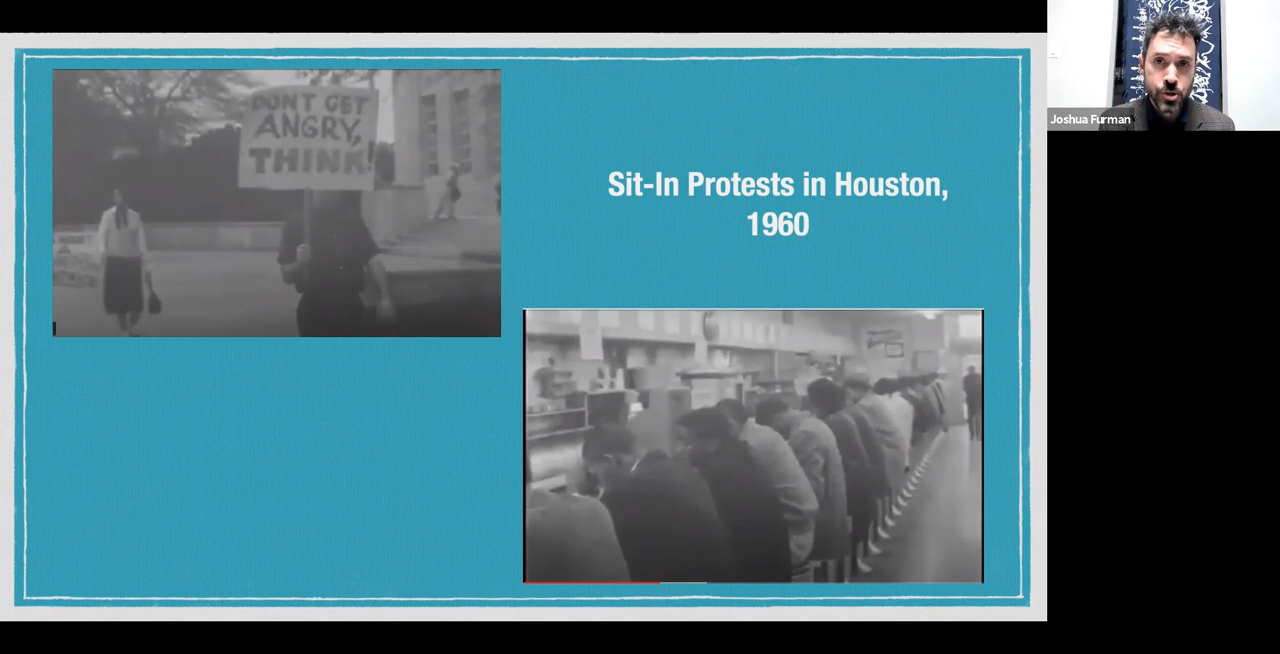 DONT GET
ANGRY,
THINK!
Sit-In Protests in Houston,
1960
Joshua Furman